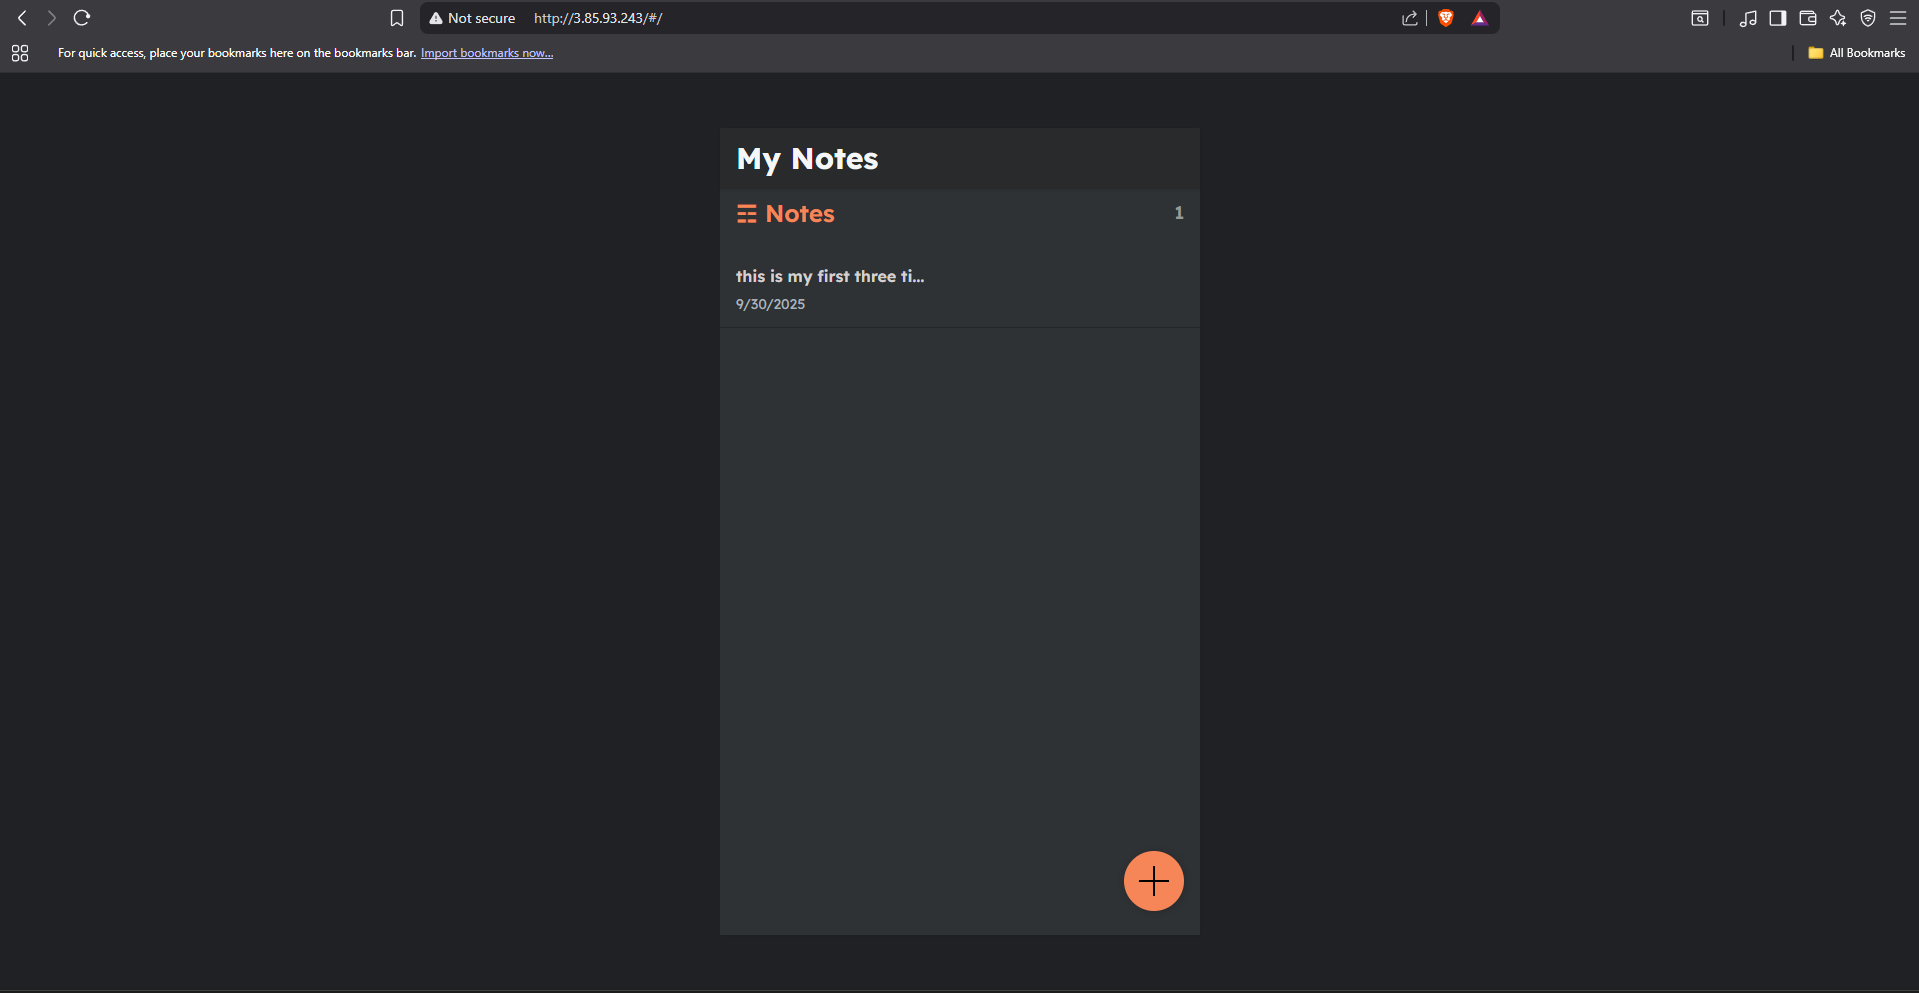 Not secure http://3.85.93.243/#/
For quick access, place your bookmarks here on the bookmarks bar. Import bookmarks now...
All Bookmarks
My Notes
Notes 1
this is my first three ti...
9/30/2025